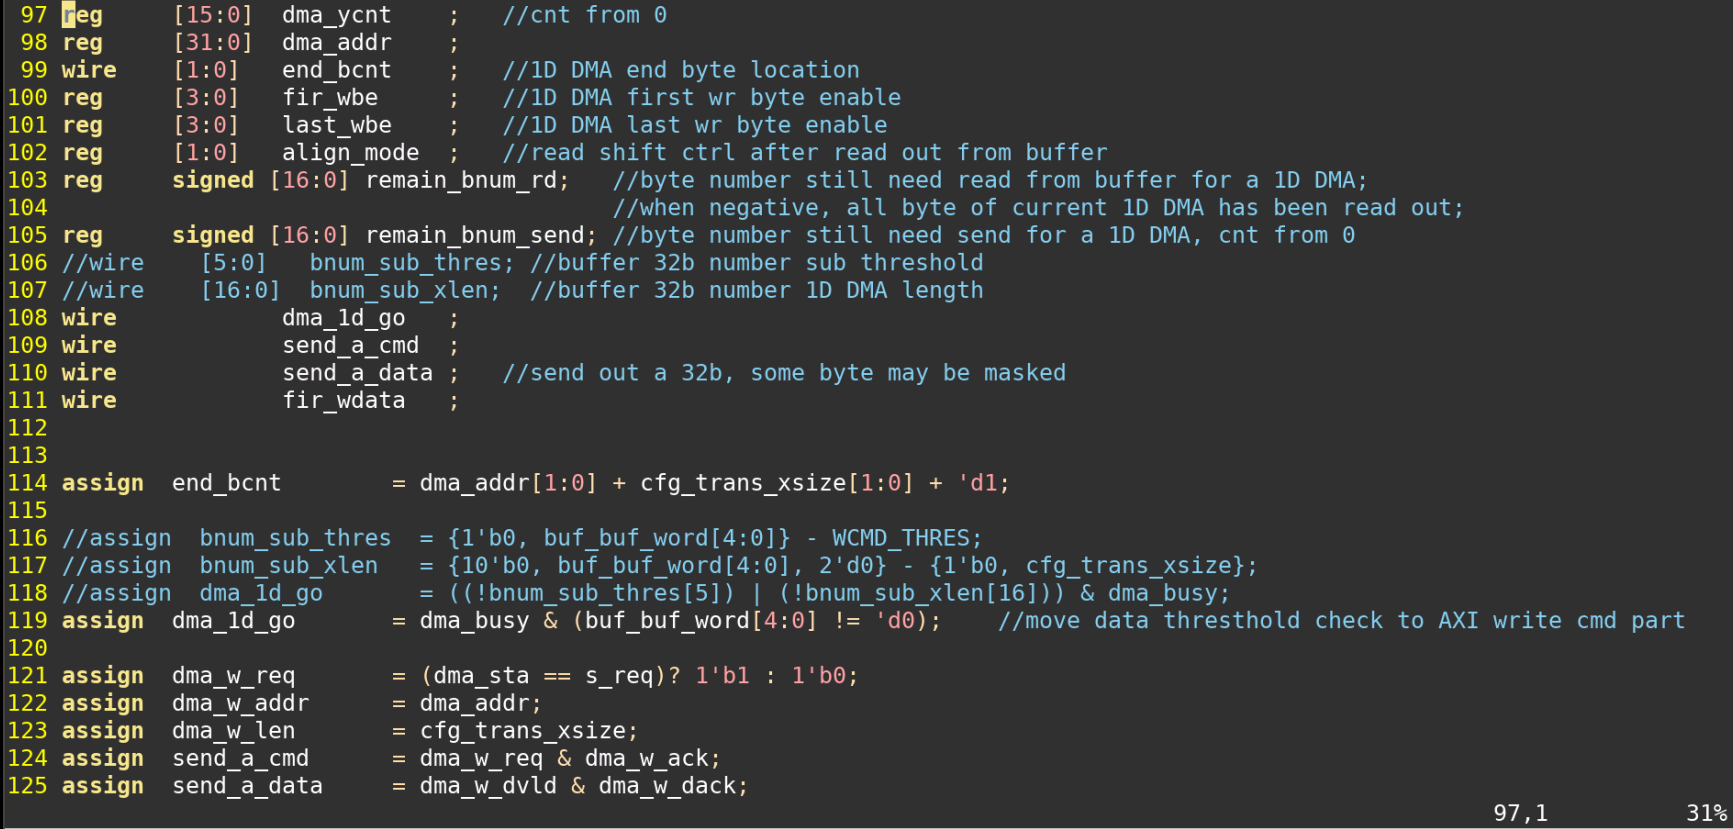 97 reg     [15:0]  dma_ycnt    ;   //cnt from 0
98 reg     [31:0]  dma_addr    ;
99 wire    [1:0]   end_bcnt    ;   //1D DMA end byte location
100 reg     [3:0]   fir_wbe     ;   //1D DMA first wr byte enable
101 reg     [3:0]   last_wbe    ;   //1D DMA last wr byte enable
102 reg     [1:0]   align_mode  ;   //read shift ctrl after read out from buffer
103 reg     signed [16:0] remain_bnum_rd;   //byte number still need read from buffer for a 1D DMA;
104                                         //when negative, all byte of current 1D DMA has been read out;
105 reg     signed [16:0] remain_bnum_send; //byte number still need send for a 1D DMA, cnt from 0
106 //wire    [5:0]   bnum_sub_thres; //buffer 32b number sub threshold
107 //wire    [16:0]  bnum_sub_xlen;  //buffer 32b number 1D DMA length
108 wire            dma_1d_go   ;
109 wire            send_a_cmd  ;
110 wire            send_a_data ;   //send out a 32b, some byte may be masked
111 wire            fir_wdata   ;
112
113
114 assign  end_bcnt        = dma_addr[1:0] + cfg_trans_xsize[1:0] + 'd1;
115
116 //assign  bnum_sub_thres  = {1'b0, buf_buf_word[4:0]} - WCMD_THRES;
117 //assign  bnum_sub_xlen   = {10'b0, buf_buf_word[4:0], 2'd0} - {1'b0, cfg_trans_xsize};
118 //assign  dma_1d_go       = ((!bnum_sub_thres[5]) | (!bnum_sub_xlen[16])) & dma_busy;
119 assign  dma_1d_go       = dma_busy & (buf_buf_word[4:0] != 'd0);    //move data thresthold check to AXI write cmd part
120
121 assign  dma_w_req       = (dma_sta == s_req)? 1'b1 : 1'b0;
122 assign  dma_w_addr      = dma_addr;
123 assign  dma_w_len       = cfg_trans_xsize;
124 assign  send_a_cmd      = dma_w_req & dma_w_ack;
125 assign  send_a_data     = dma_w_dvld & dma_w_dack;
97,1          31%